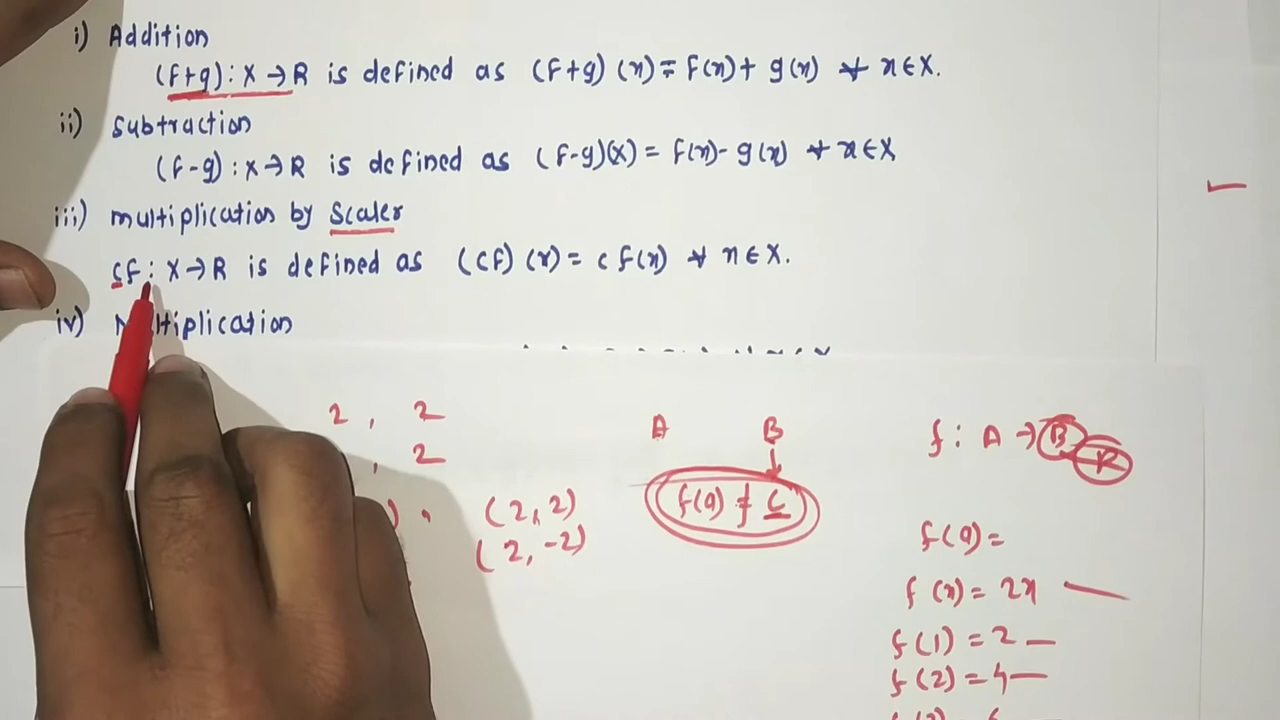 i) Addition
(f+g) : X → R is defined as (f+g) (x) = f(x) + g(x) ∀ x ∈ X.
ii) subtraction
(f-g) : X → R is defined as (f-g)(x) = f(x) - g(x) ∀ x ∈ X
iii) multiplication by Scaler
cf : X → R is defined as (cf) (x) = c f(x) ∀ x ∈ X.
iv) Multiplication
2 , 2
, 2
(2, 2)
(2, -2)
A B
f(a) ≠ c
f : A → B R
f(a) =
f(x) = 2x
f(1) = 2
f(2) = 4